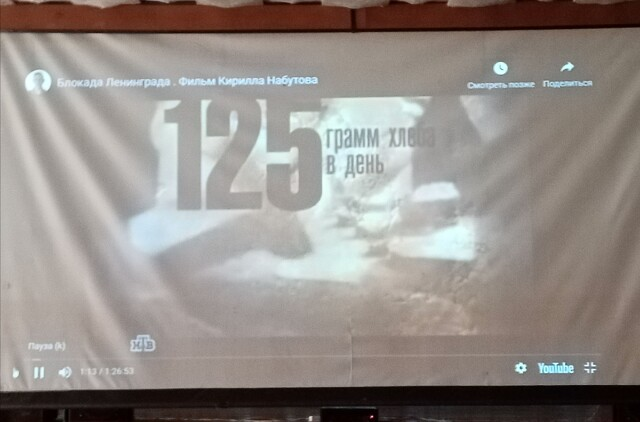 Блокада Ленинграда . Фильм Кирилла Набутова
Смотреть позже
Поделиться
125
грамм хлеба
в день
Пауза (k)
НТВ
1:13 / 1:26:53
YouTube